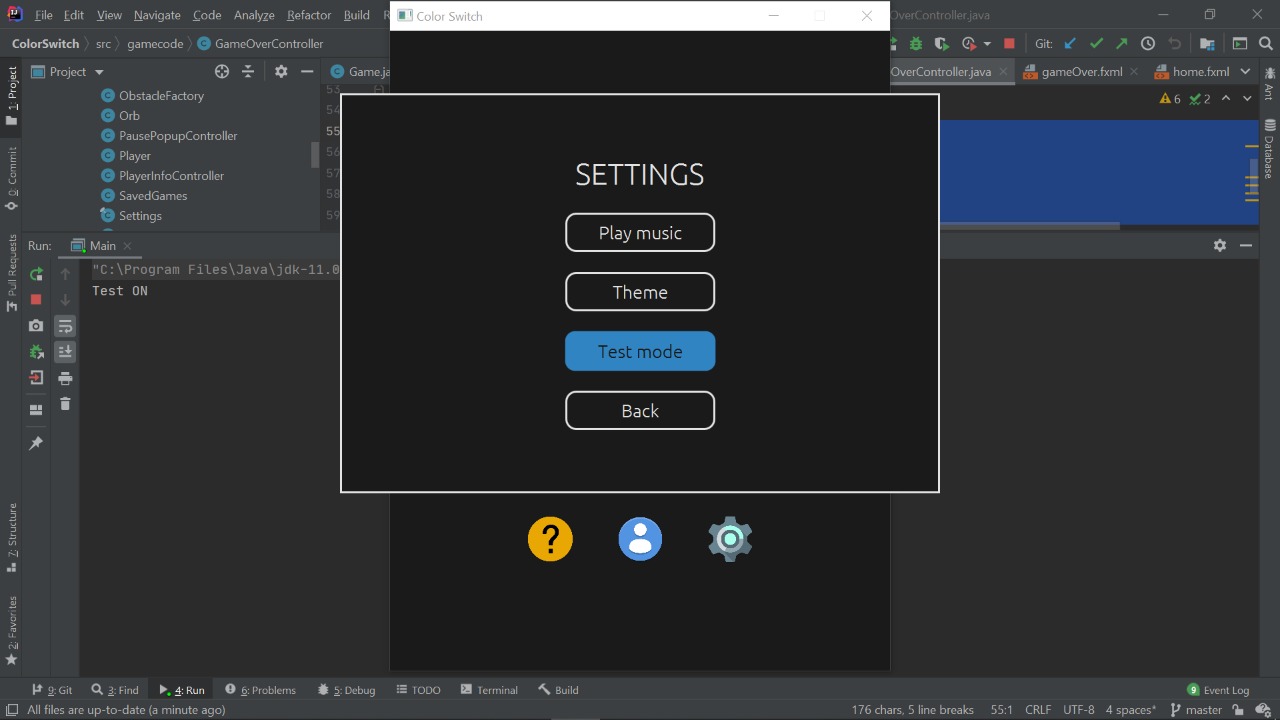 File Edit View Navigate Code Analyze Refactor Build
Color Switch
OverController.java
ColorSwitch src gamecode GameOverController
Git:
1: Project
Project
Game.ja
OverController.java
gameOver.fxml
home.fxml
Ant
ObstacleFactory
Orb
PausePopupController
Player
PlayerInfoController
SavedGames
Settings
53
54
55
56
57
58
59
6 2
Database
0: Commit
Pull Requests
SETTINGS
Play music
Theme
Test mode
Back
?
Run: Main
"C:\Program Files\Java\jdk-11.0
Test ON
7: Structure
2: Favorites
9: Git 3: Find 4: Run 6: Problems 5: Debug TODO Terminal Build 9 Event Log
All files are up-to-date (a minute ago) 176 chars, 5 line breaks 55:1 CRLF UTF-8 4 spaces* master